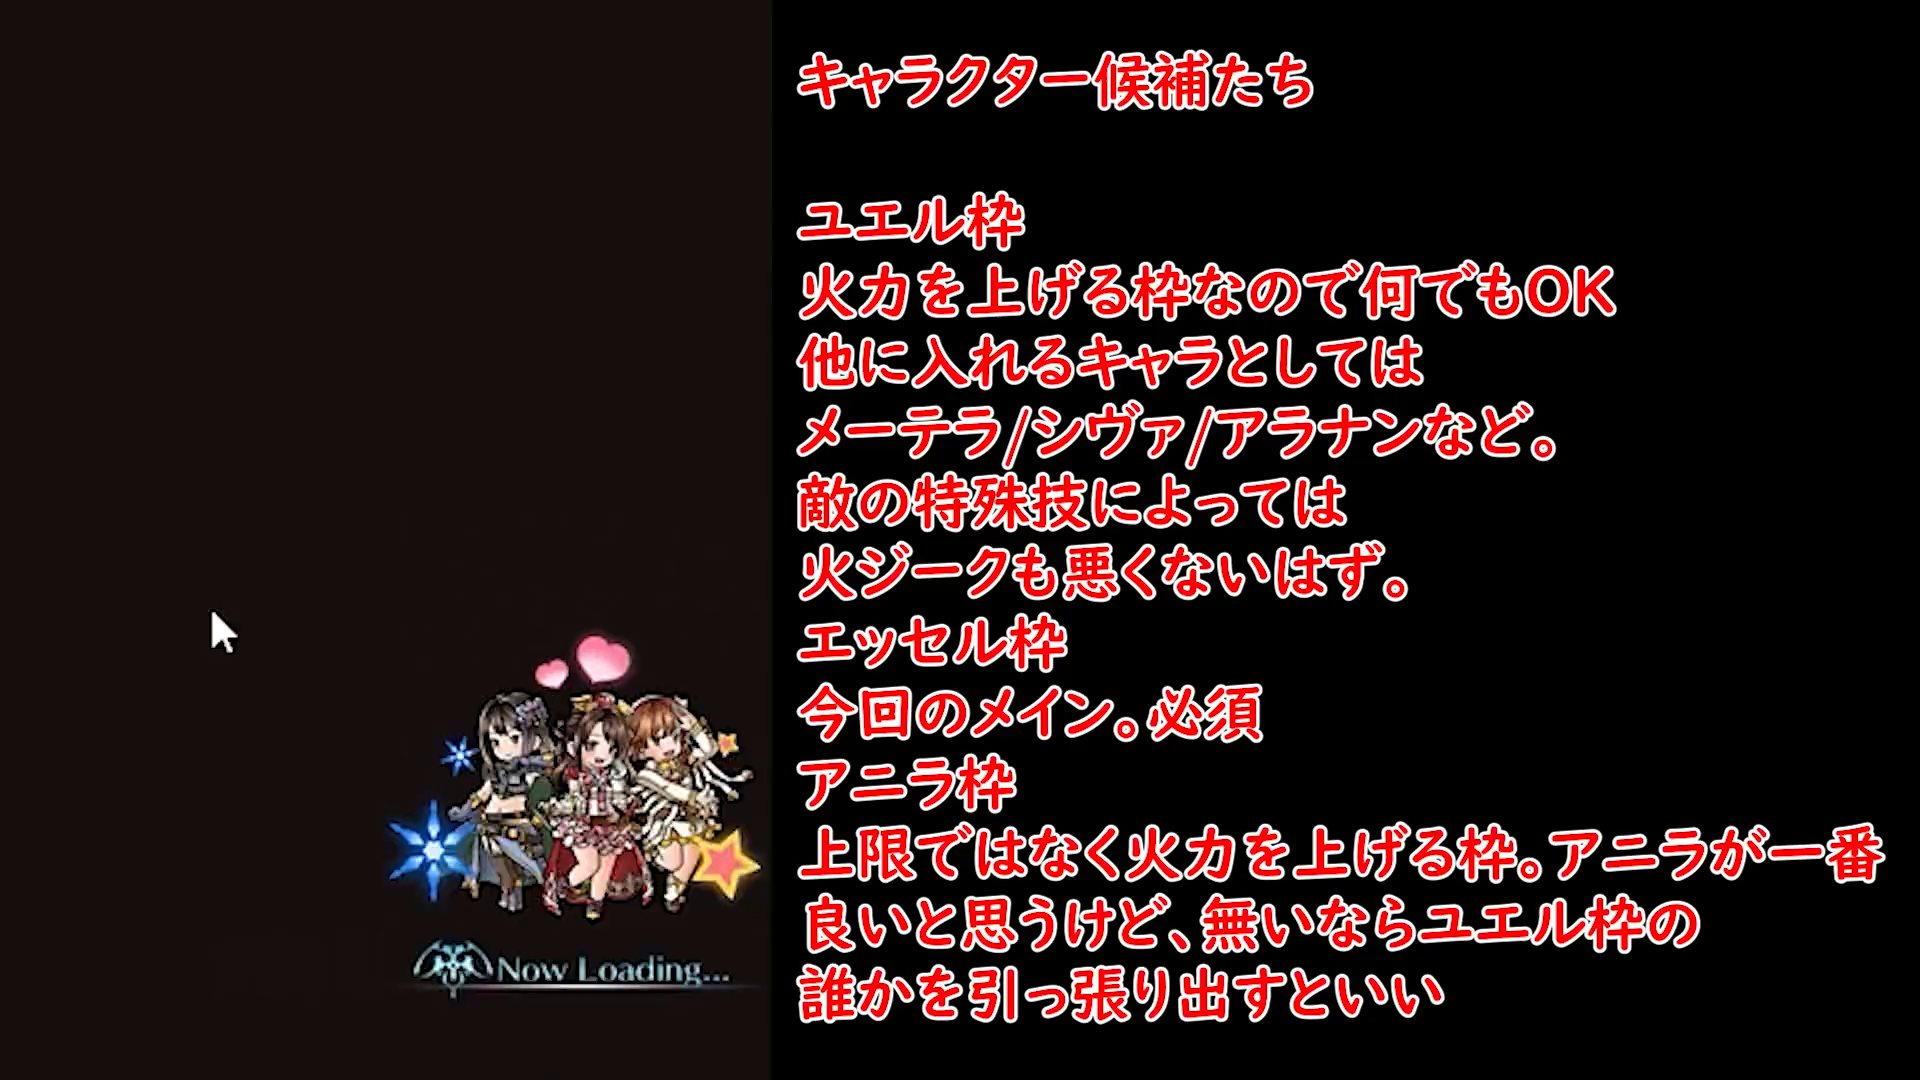 キャラクター候補たち
ユエル枠
火力を上げる枠なので何でもOK
他に入れるキャラとしては
メーテラ/シヴァ/アラナンなど。
敵の特殊技によっては
火ジークも悪くないはず。
エッセル枠
今回のメイン。必須
アニラ枠
上限ではなく火力を上げる枠。アニラが一番
良いと思うけど、無いならユエル枠の
誰かを引っ張り出すといい
Now Loading...